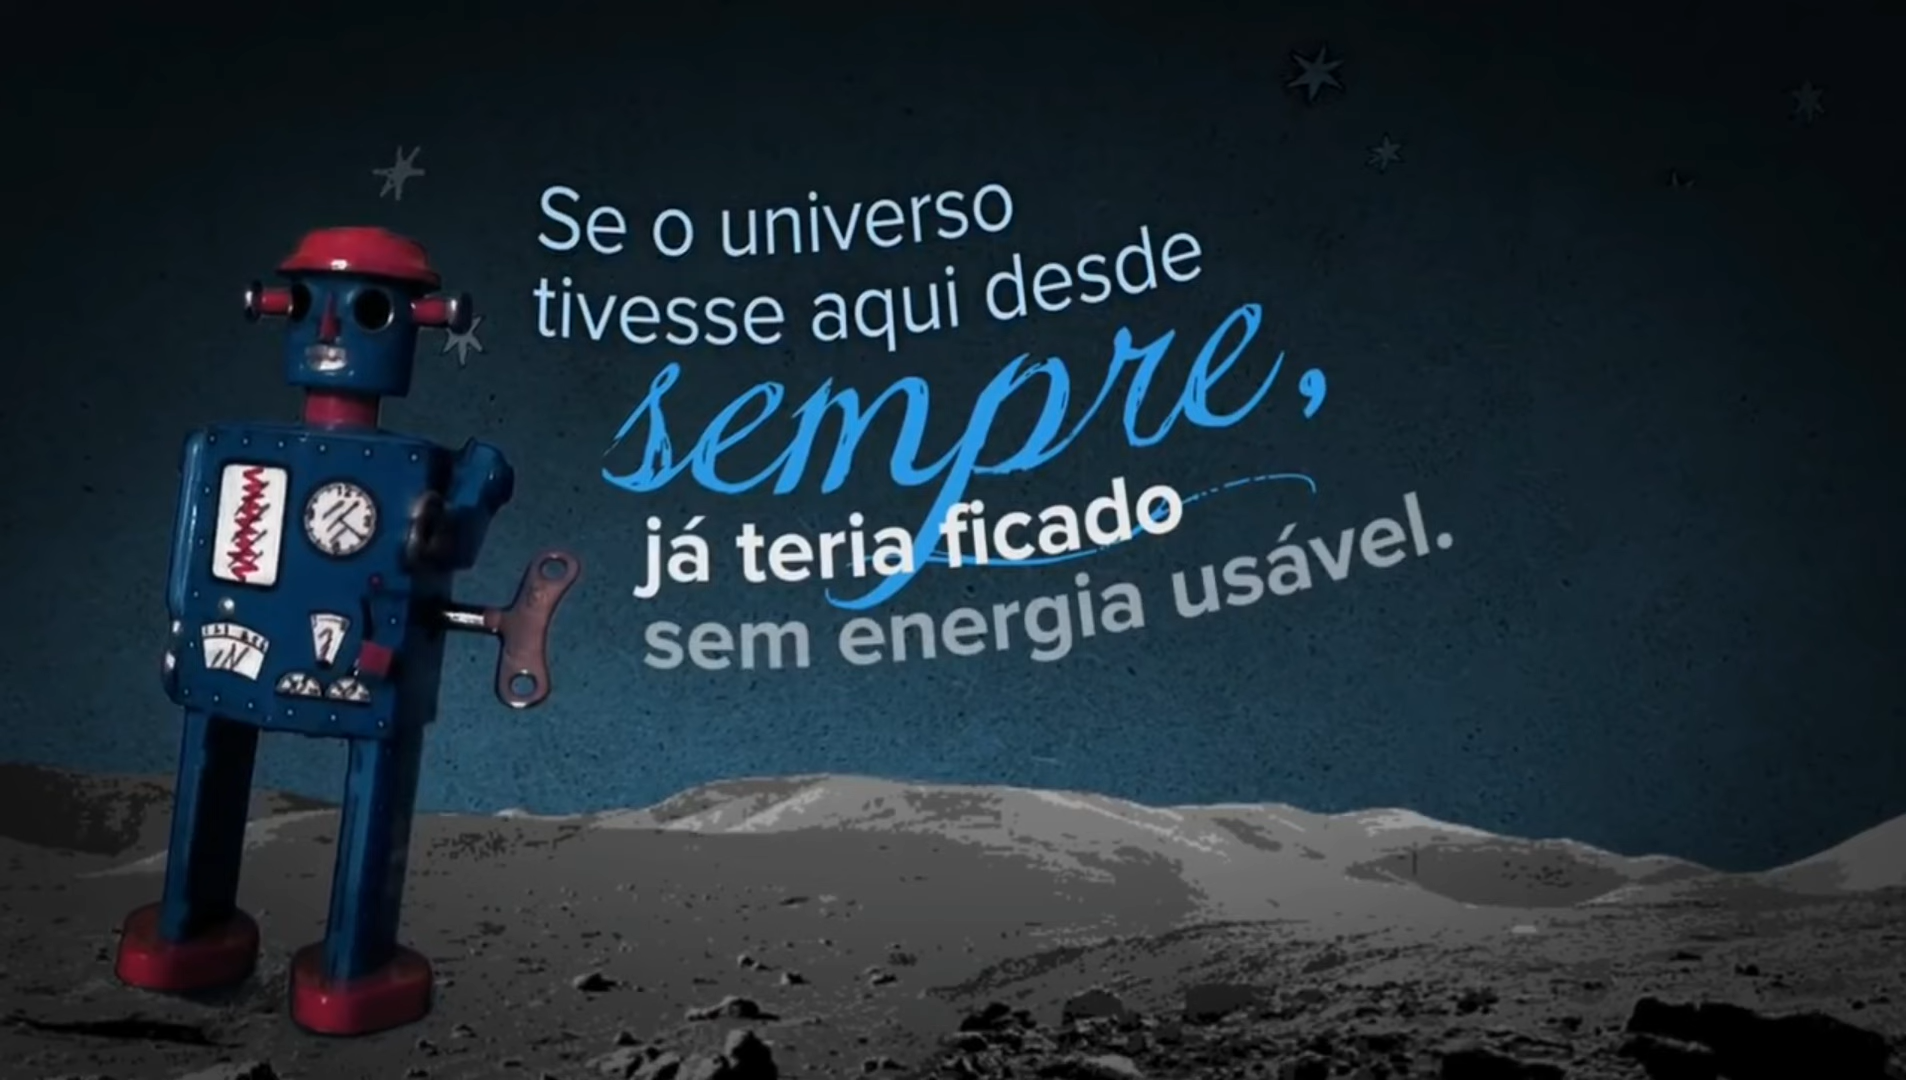 Se o universo
tivesse aqui desde
sempre,
já teria ficado
sem energia usável.